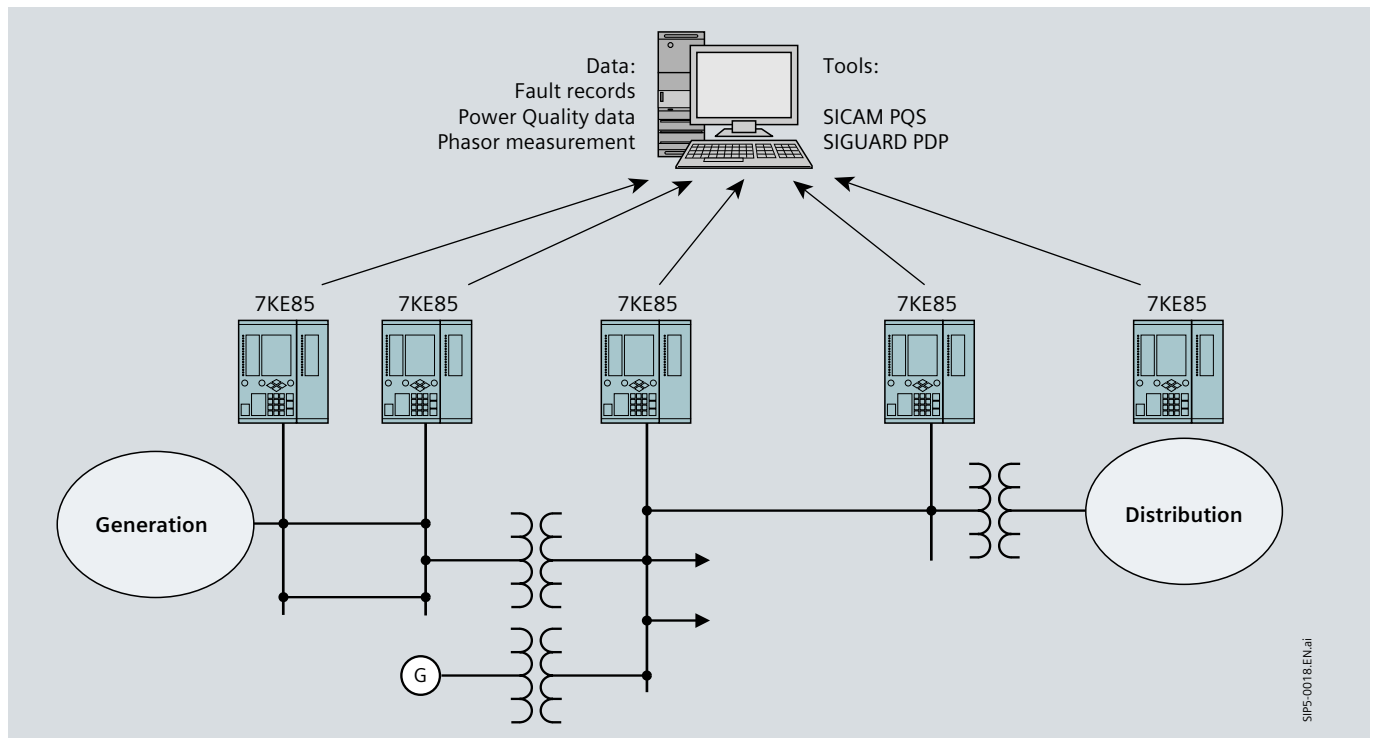 Data:
Fault records
Power Quality data
Phasor measurement
Tools:
SICAM PQS
SIGUARD PDP
7KE85
7KE85
7KE85
7KE85
7KE85
Generation
Distribution
G
SIP5-0018.EN.ai